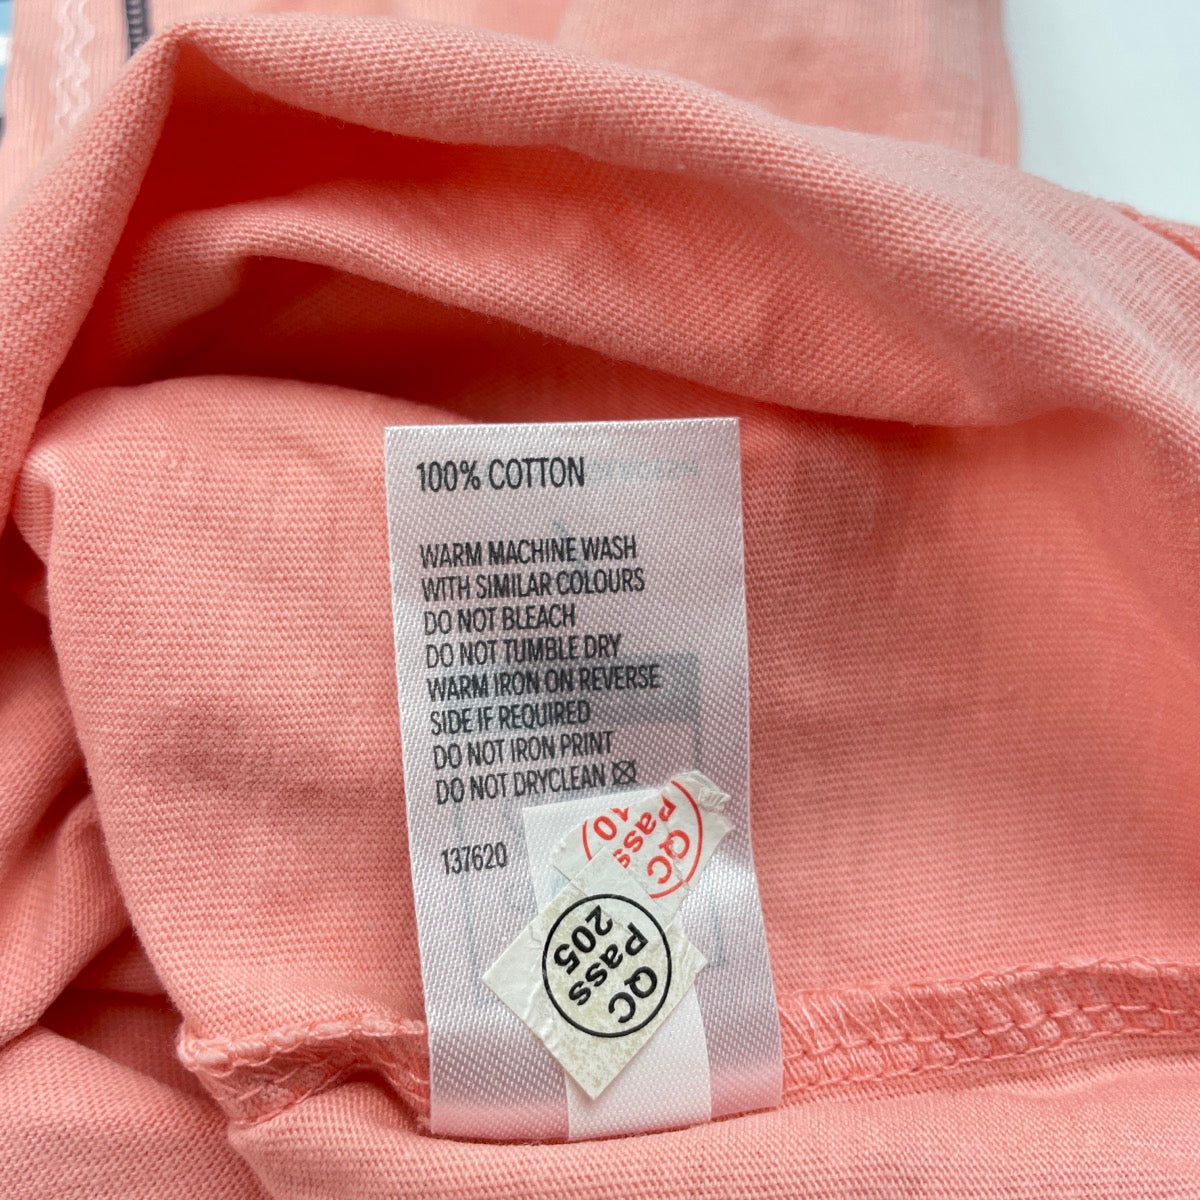 100% COTTON
WARM MACHINE WASH
WITH SIMILAR COLOURS
DO NOT BLEACH
DO NOT TUMBLE DRY
WARM IRON ON REVERSE
SIDE IF REQUIRED
DO NOT IRON PRINT
DO NOT DRYCLEAN
137620
QC
Pass
10
QC
Pass
205